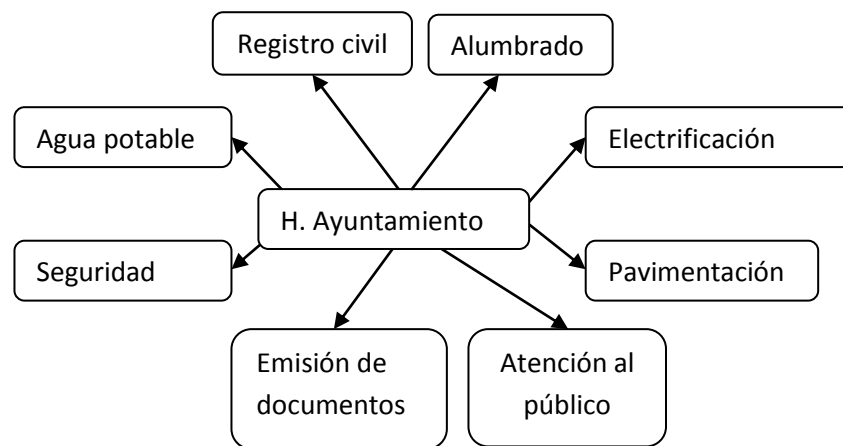 Registro civil
Alumbrado
Agua potable
Electrificación
H. Ayuntamiento
Seguridad
Pavimentación
Emisión de
documentos
Atención al
público